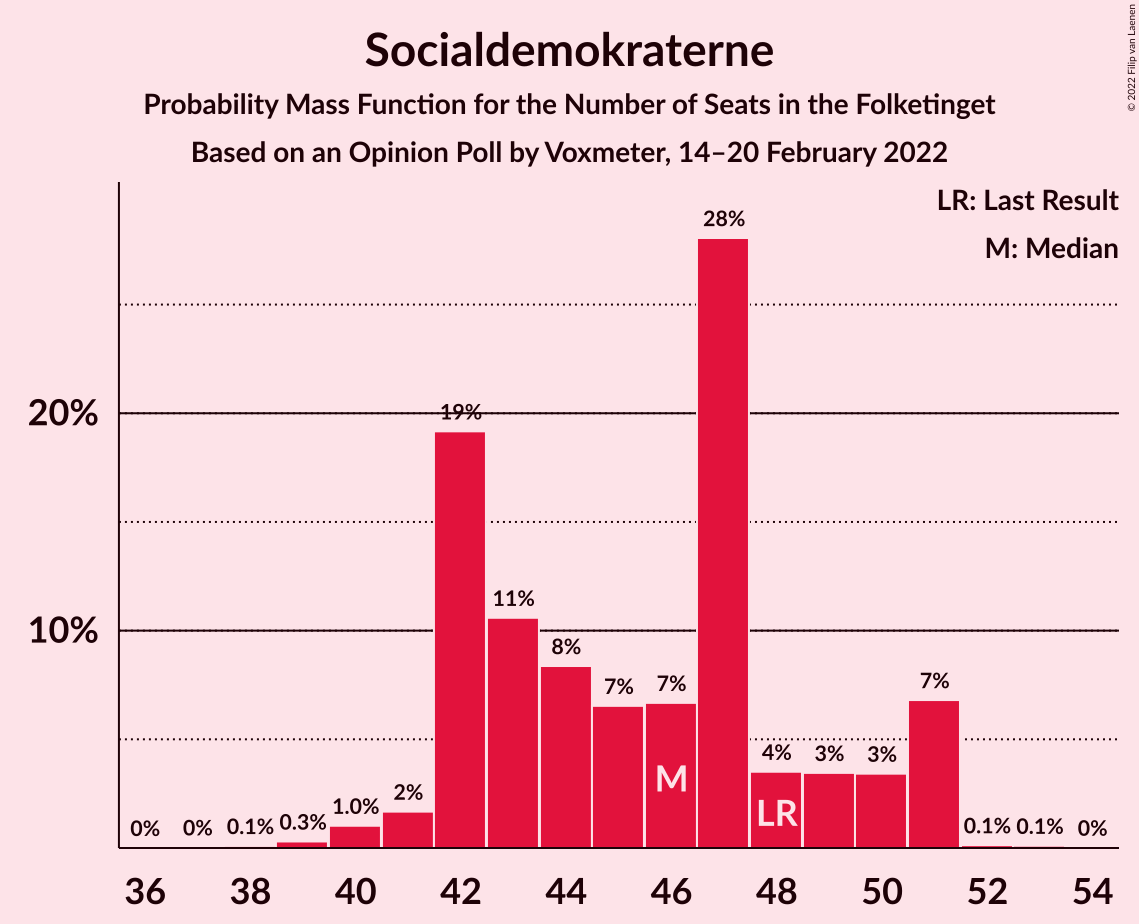 Socialdemokraterne
Probability Mass Function for the Number of Seats in the Folketinget
Based on an Opinion Poll by Voxmeter, 14–20 February 2022
© 2022 Filip van Laenen
LR: Last Result
M: Median
20%
10%
0% 0% 0.1% 0.3% 1.0% 2% 19% 11% 8% 7% 7% 28% 4% 3% 3% 7% 0.1% 0.1% 0%
M
LR
36 38 40 42 44 46 48 50 52 54